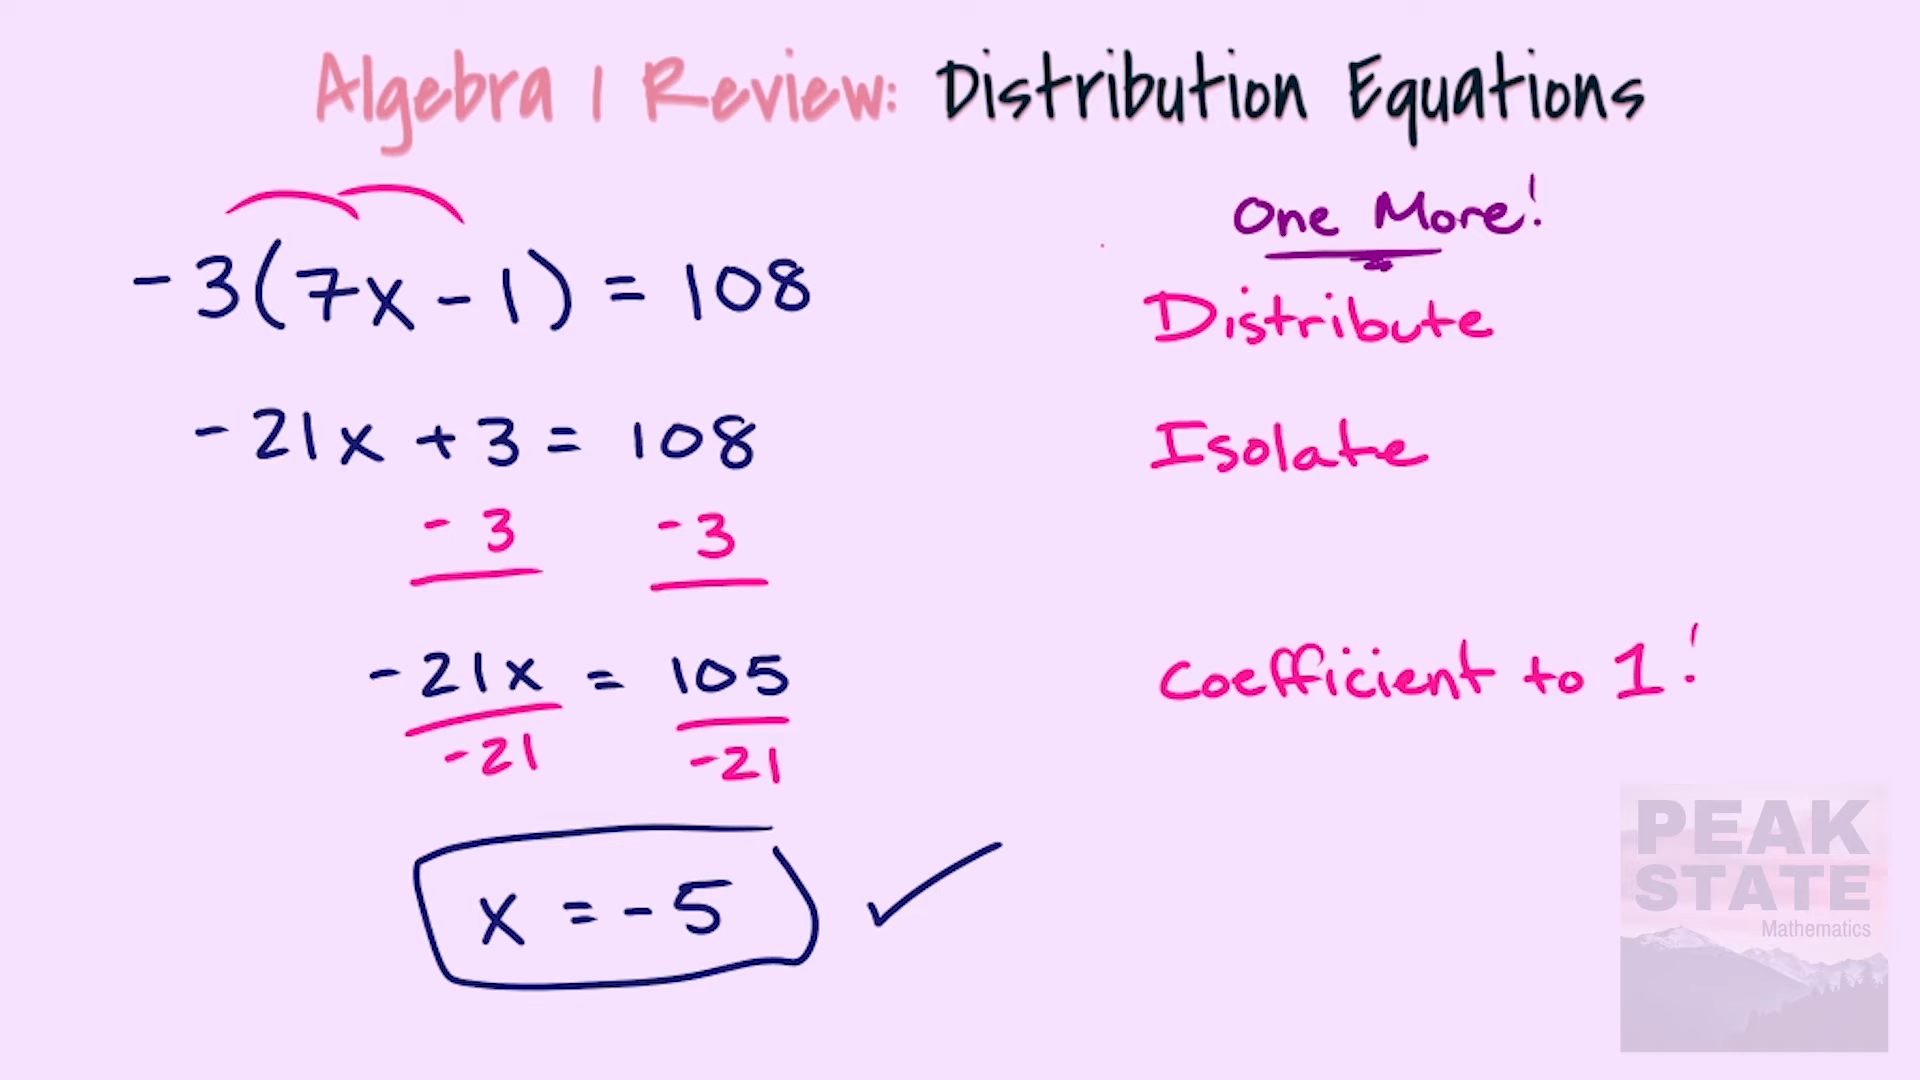 Algebra 1 Review: Distribution Equations
One More!
-3(7x - 1) = 108
Distribute
-21x + 3 = 108
Isolate
-3 -3
-21x = 105
Coefficient to 1!
-21 -21
x = -5
PEAK
STATE
Mathematics